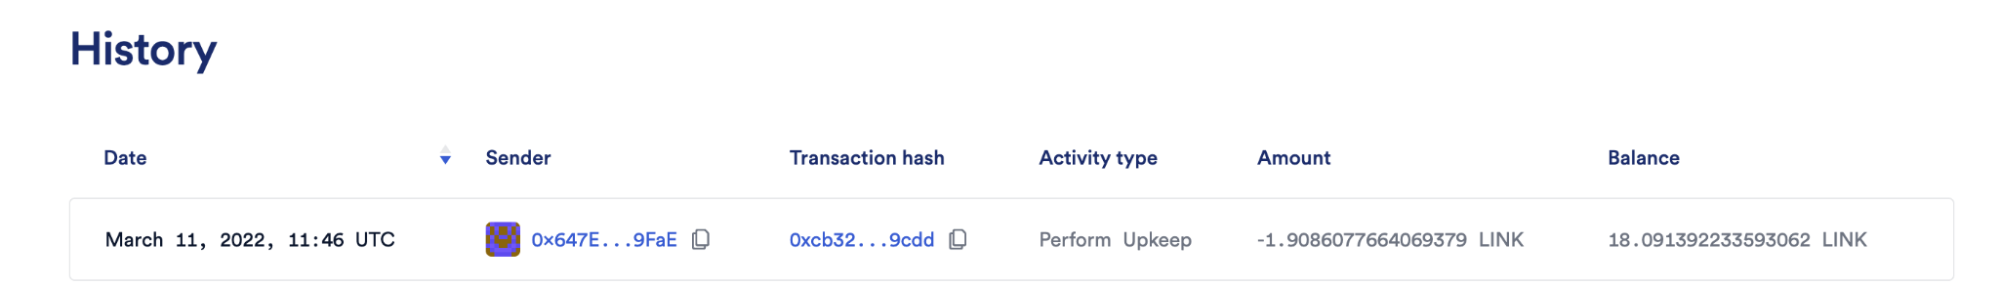 History
Date Sender Transaction hash Activity type Amount Balance
March 11, 2022, 11:46 UTC 0x647E...9FaE 0xcb32...9cdd Perform Upkeep -1.9086077664069379 LINK 18.091392233593062 LINK